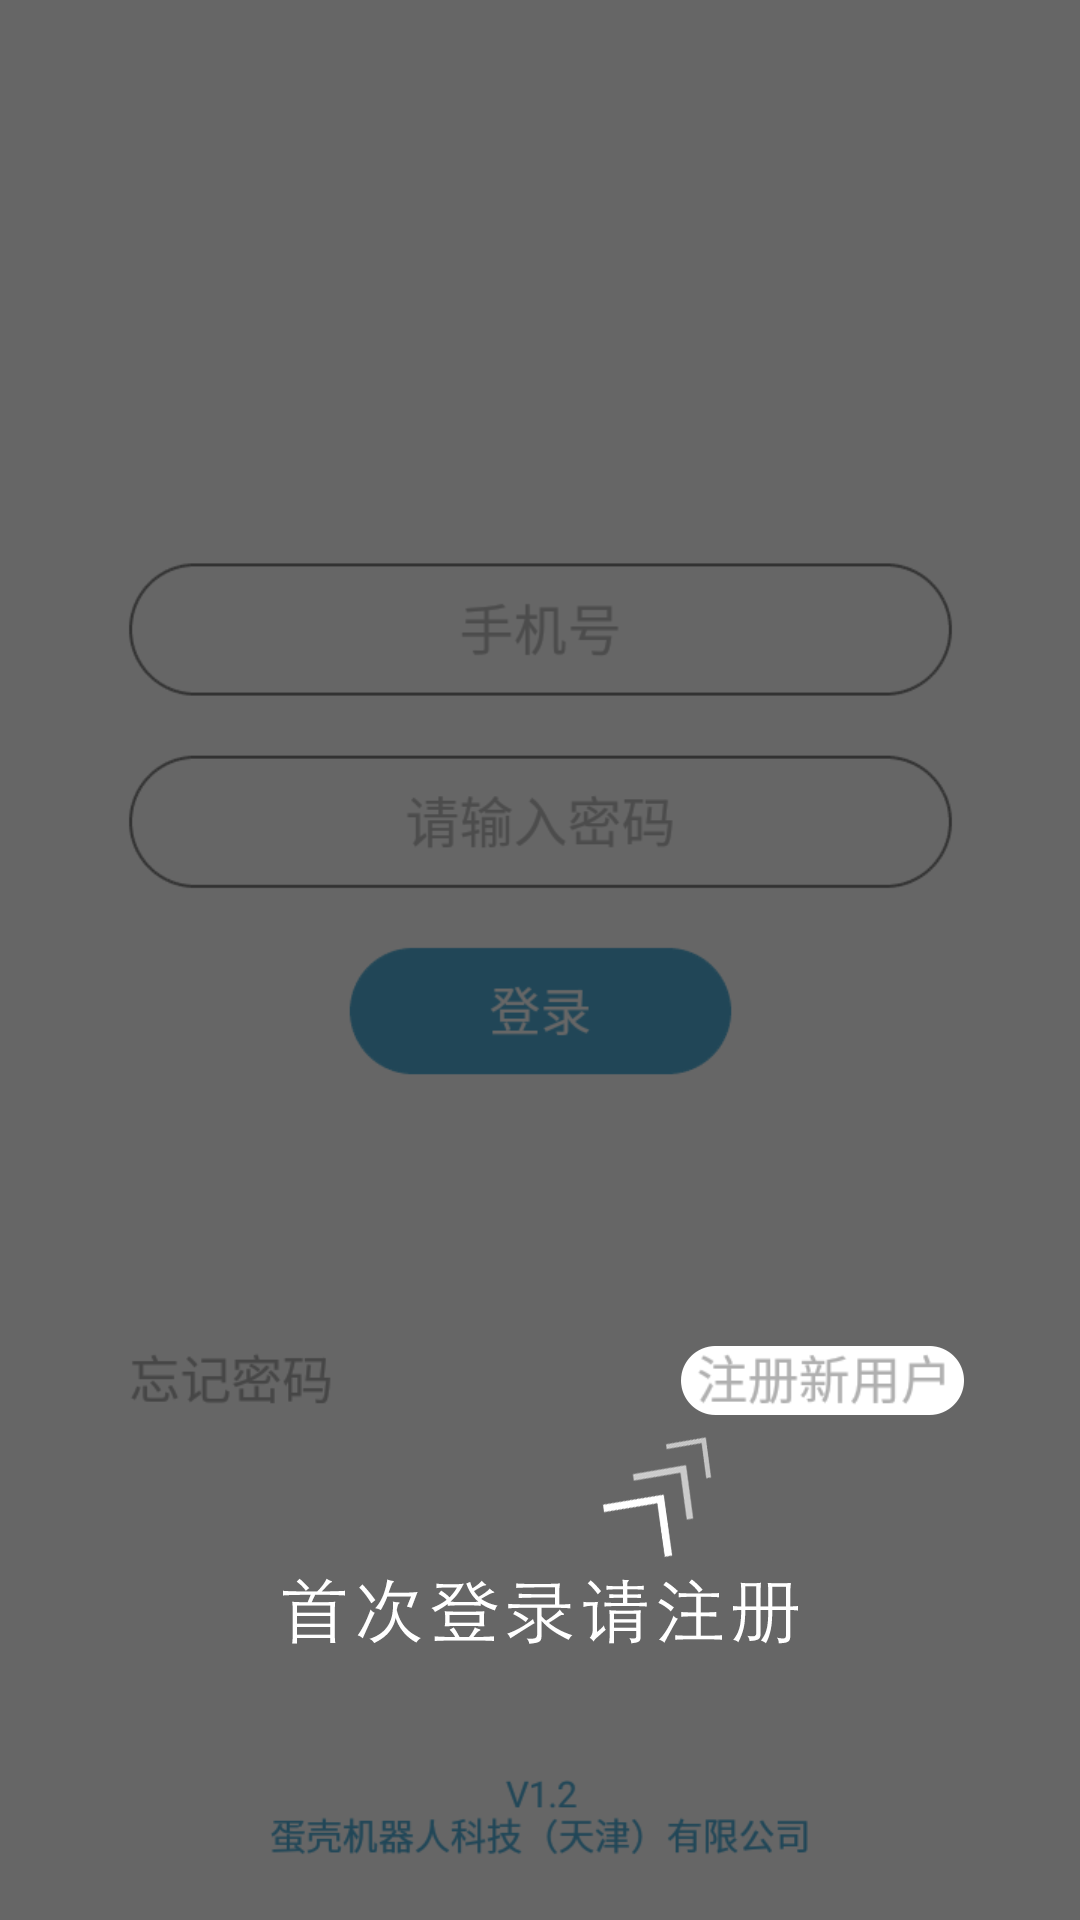 手机号
请输入密码
登录
忘记密码 注册新用户
首次登录请注册
V1.2
蛋壳机器人科技（天津）有限公司